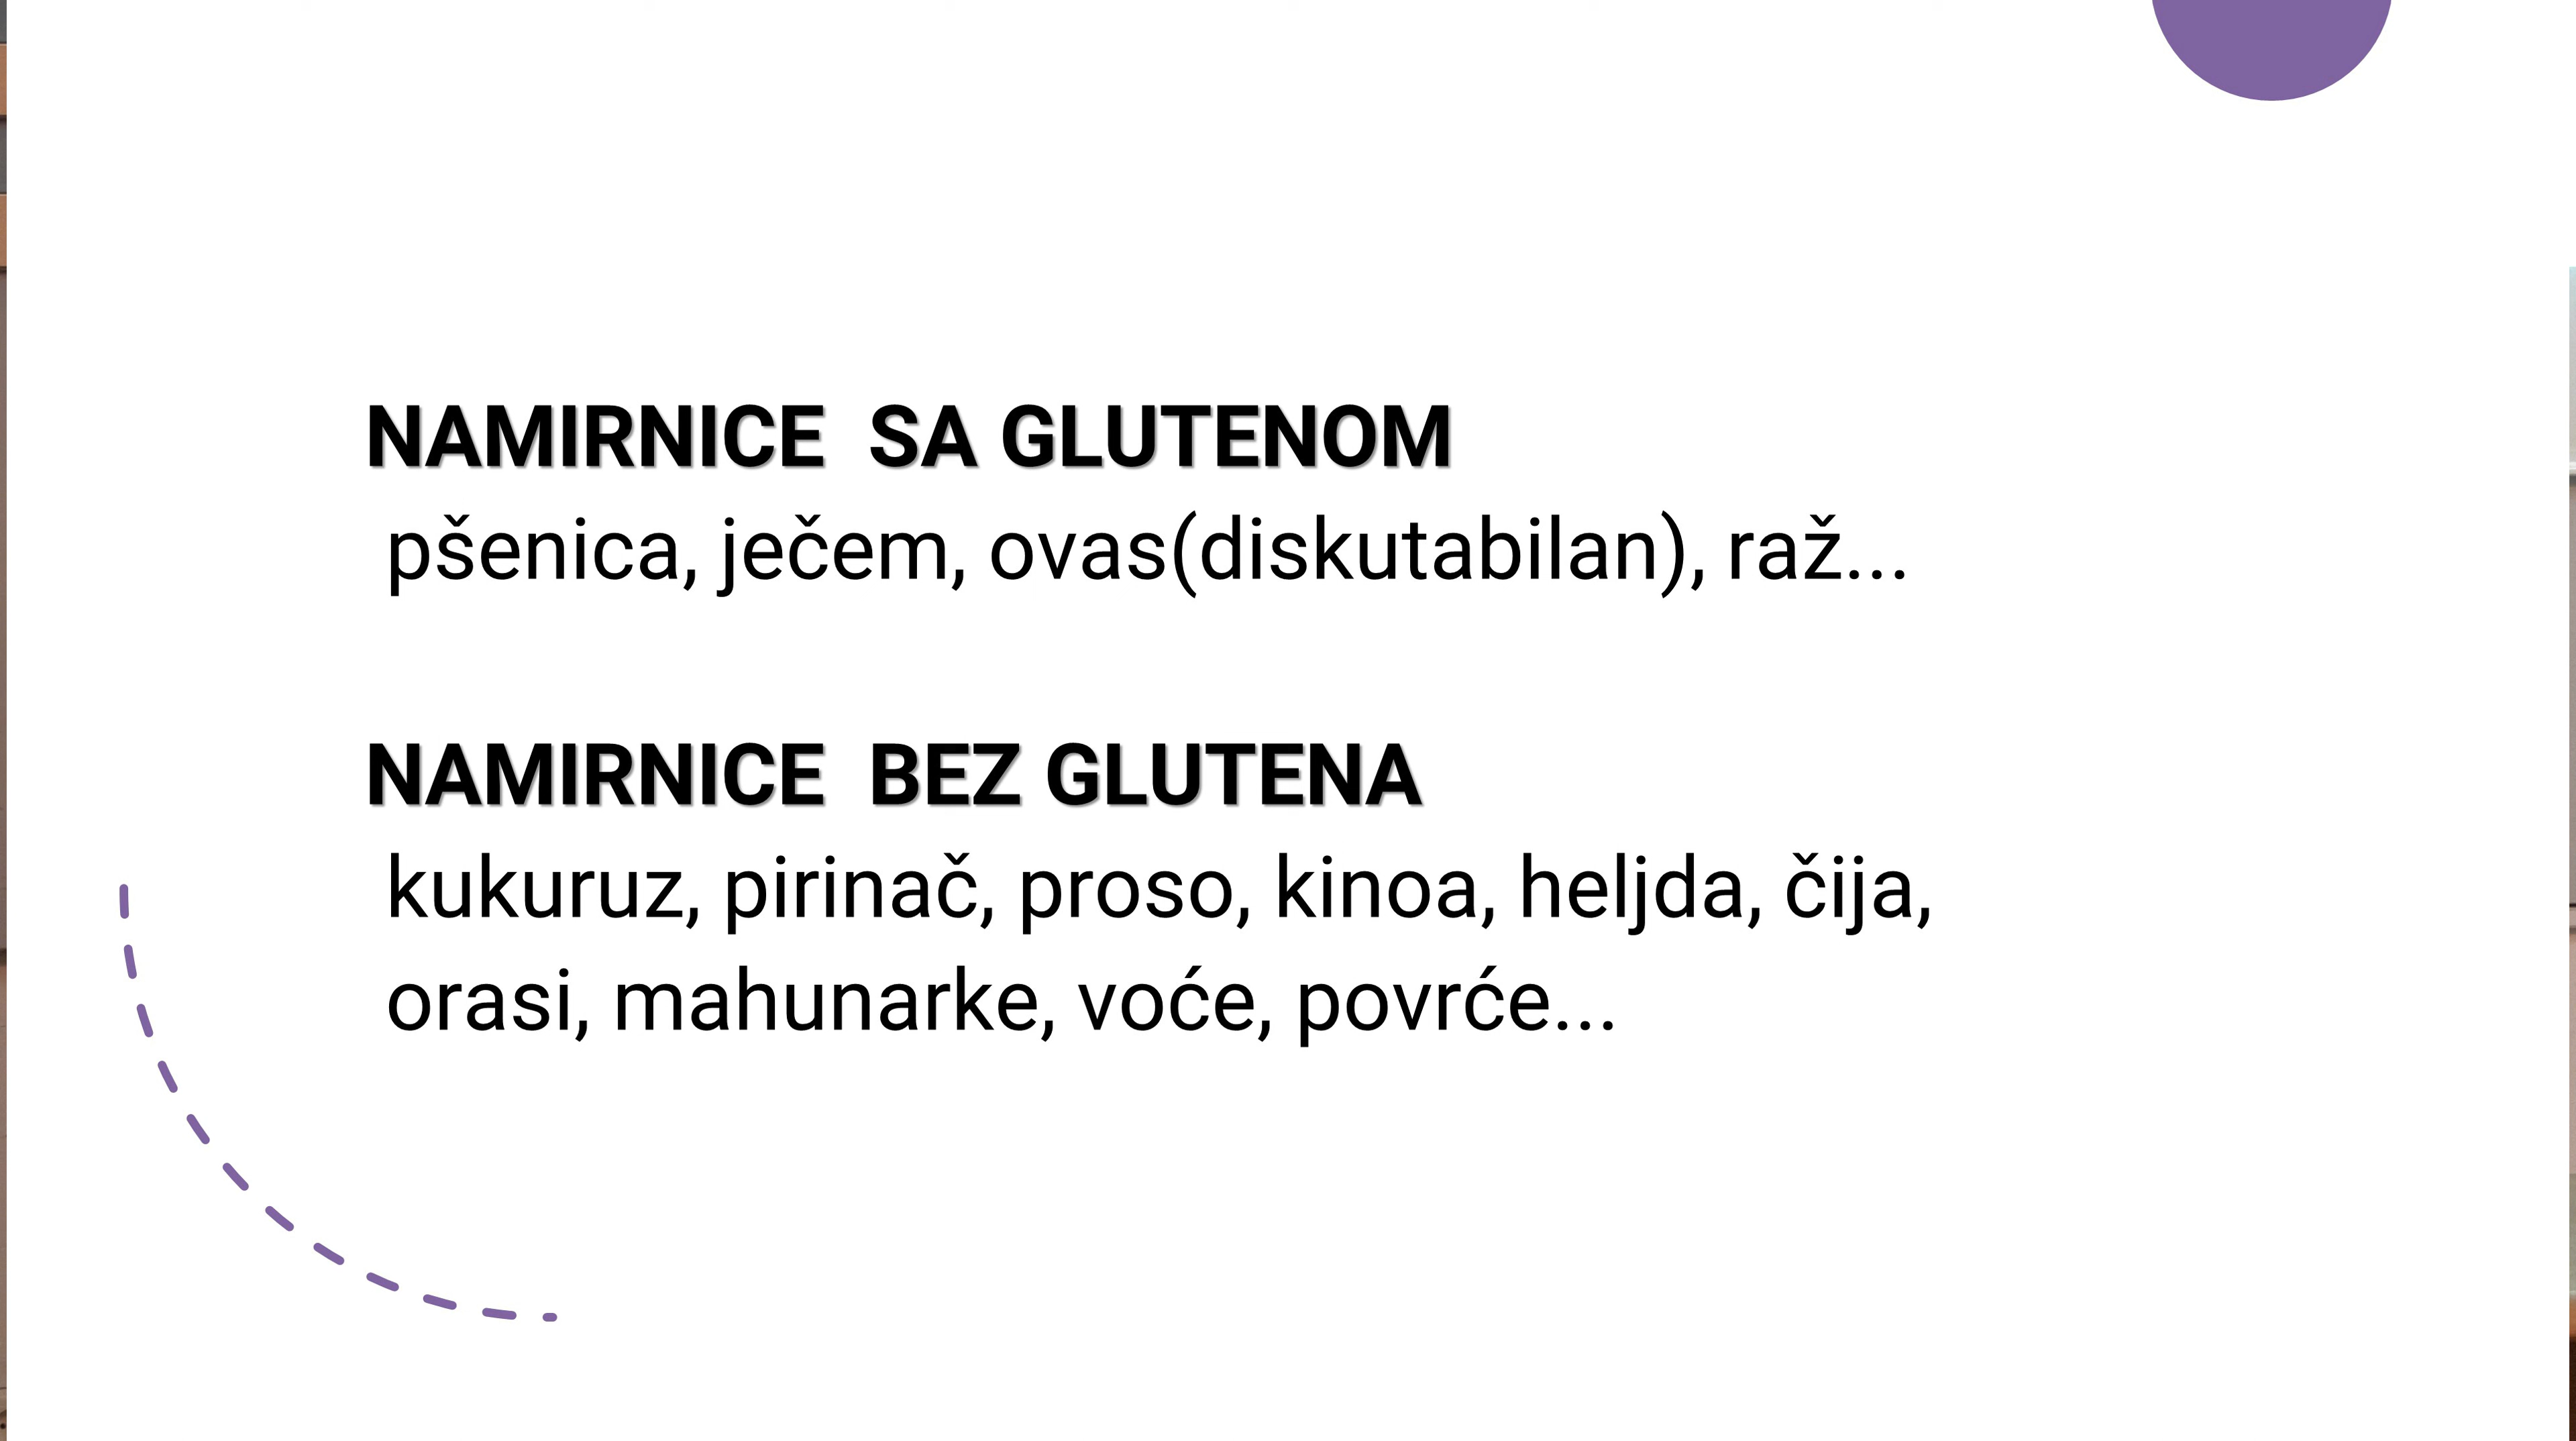 NAMIRNICE  SA GLUTENOM
pšenica, ječem, ovas(diskutabilan), raž...
NAMIRNICE  BEZ GLUTENA
kukuruz, pirinač, proso, kinoa, heljda, čija,
orasi, mahunarke, voće, povrće...